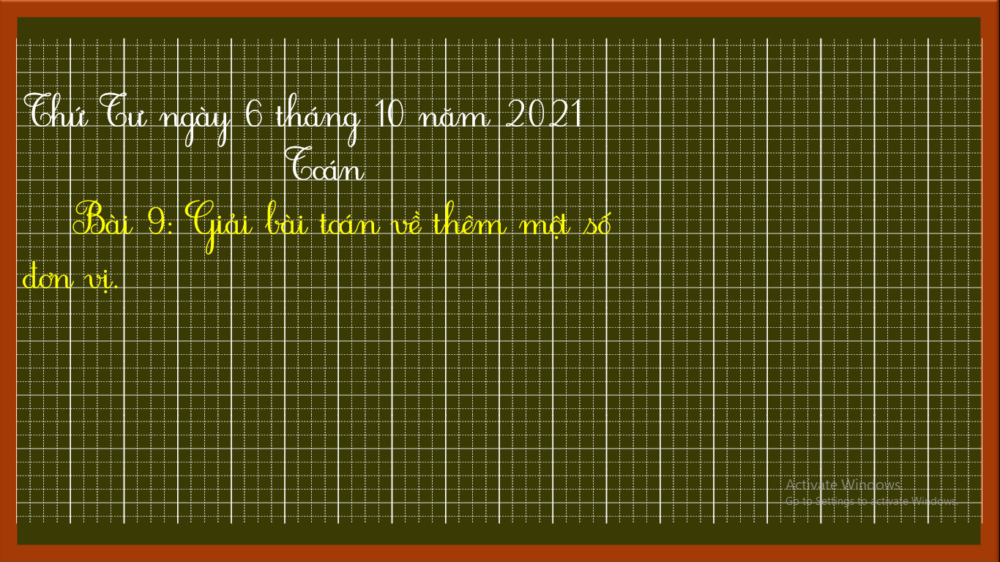 Thứ Tư ngày 6 tháng 10 năm 2021
Toán
Bài 9: Giải bài toán về thêm một số
đơn vị.
Activate Windows
Go to Settings to activate Windows.